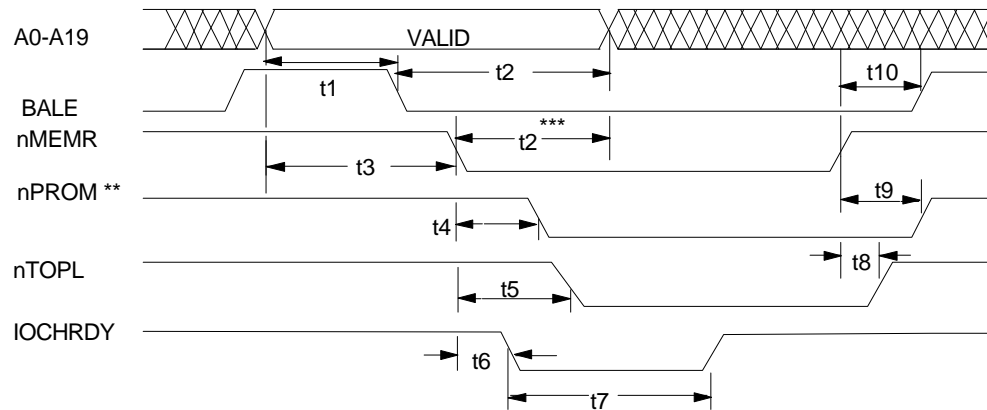 A0-A19 VALID
t2 t10
t1
BALE
***
nMEMR t2
t3
nPROM ** t9
t4
nTOPL t8
t5
IOCHRDY
t6
t7